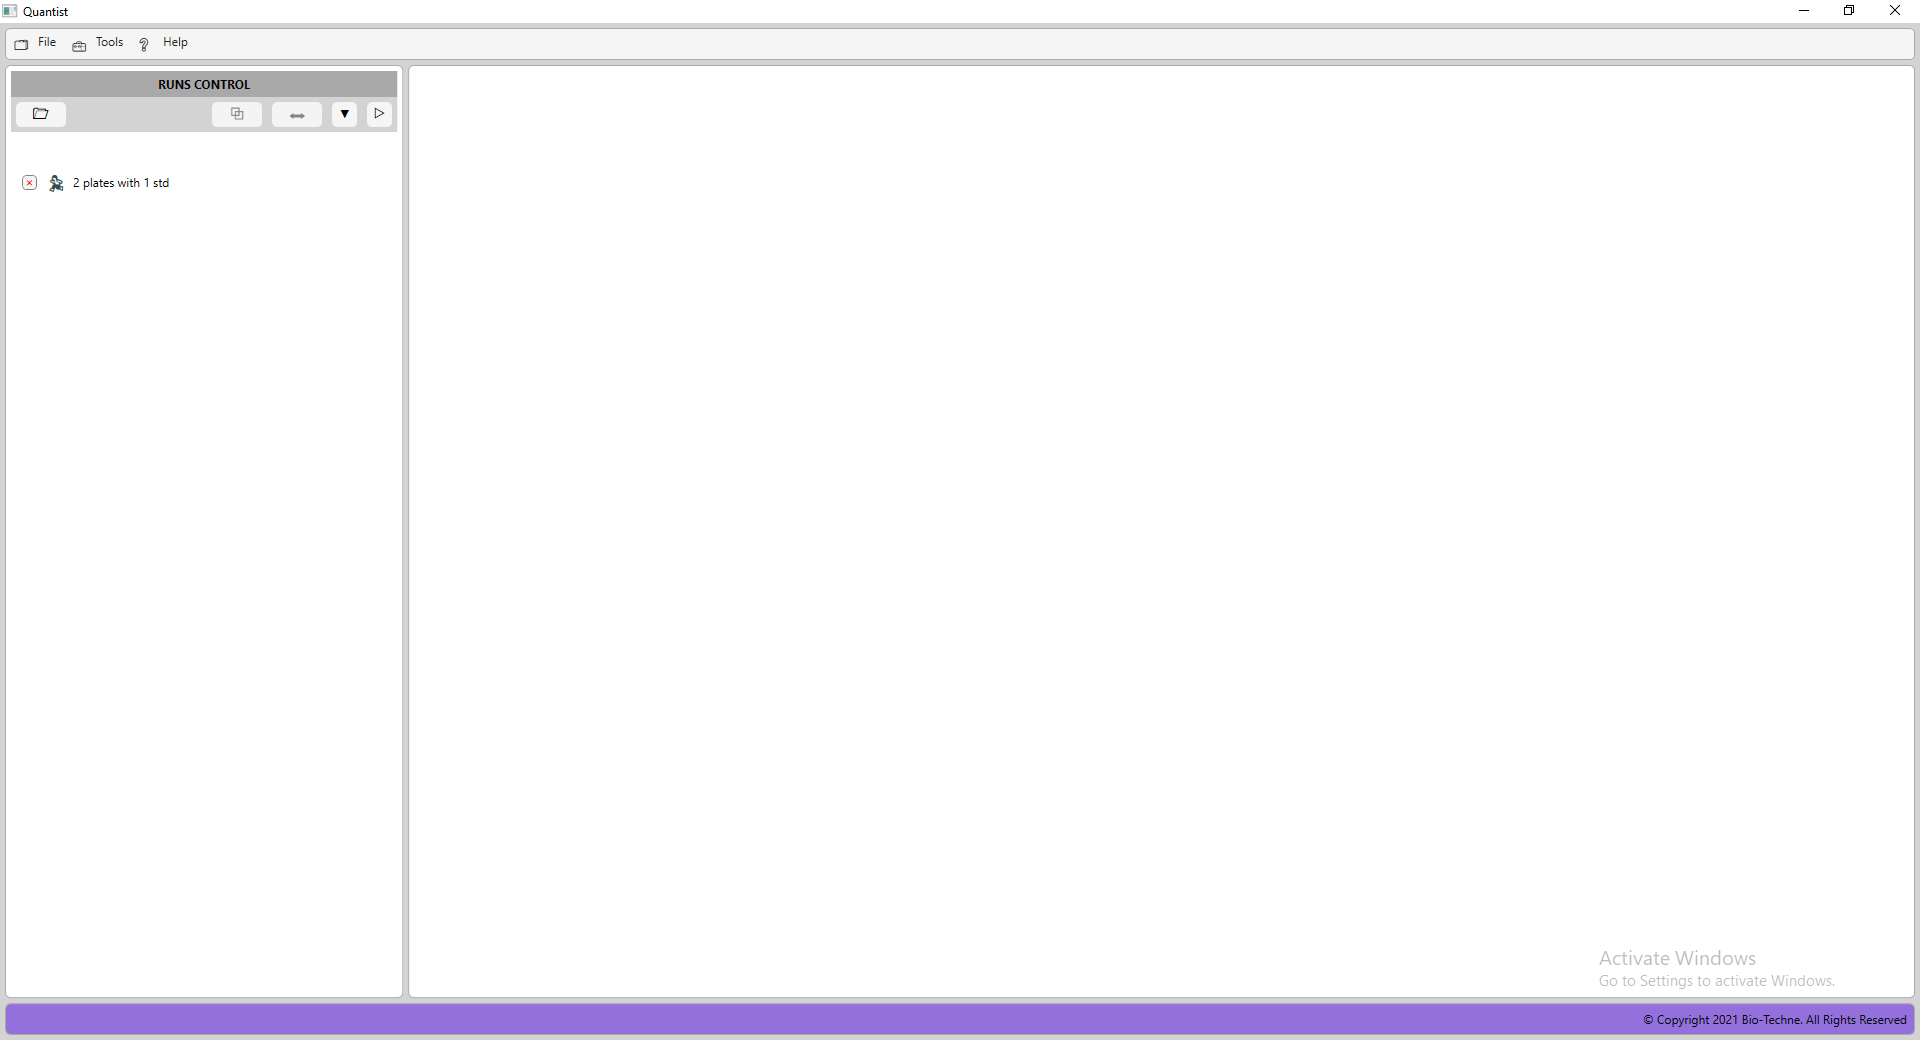 Quantist
File Tools Help
RUNS CONTROL
2 plates with 1 std
Activate Windows
Go to Settings to activate Windows.
© Copyright 2021 Bio-Techne. All Rights Reserved